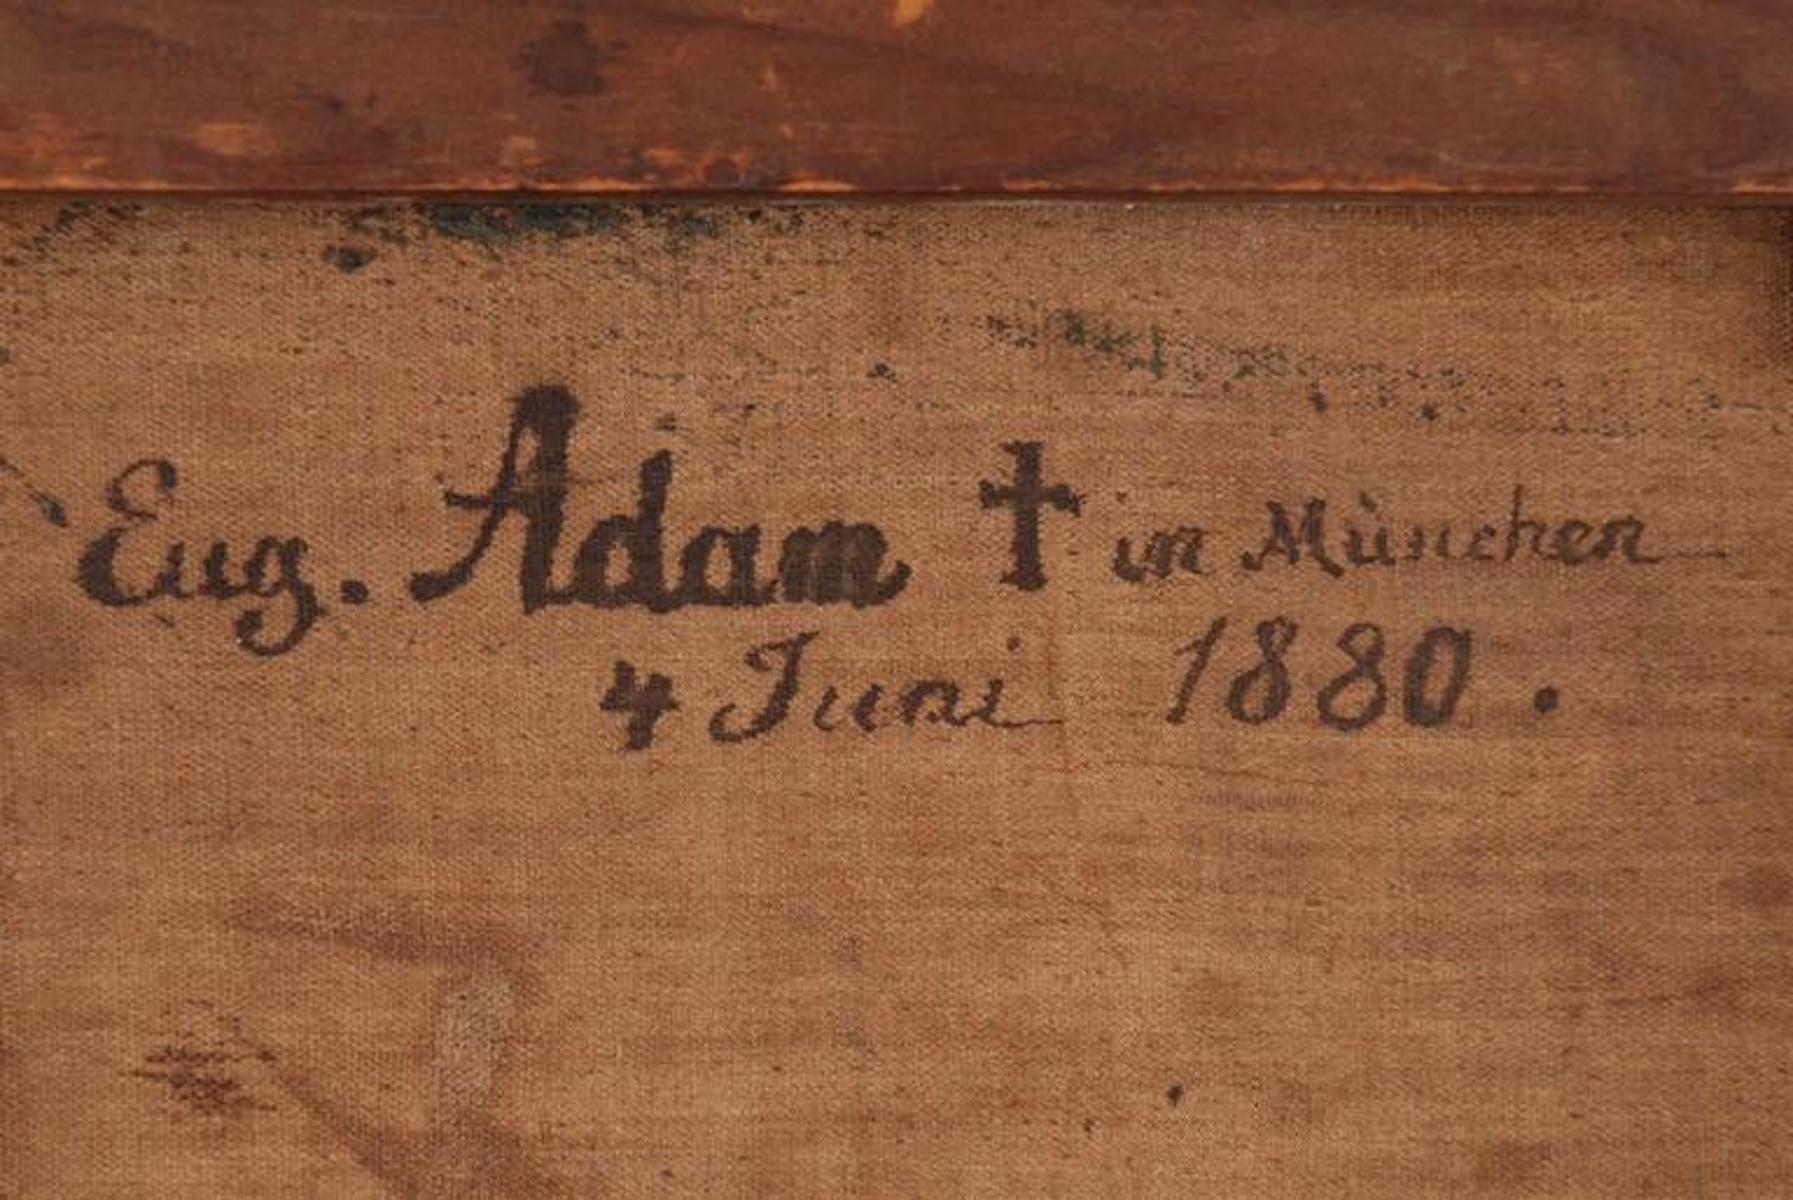 Eug. Adam † in München
4 Juni 1880.